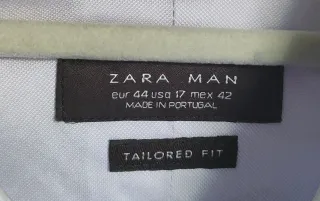 ZARA MAN
eur 44 usa 17 mex 42
MADE IN PORTUGAL
TAILORED FIT